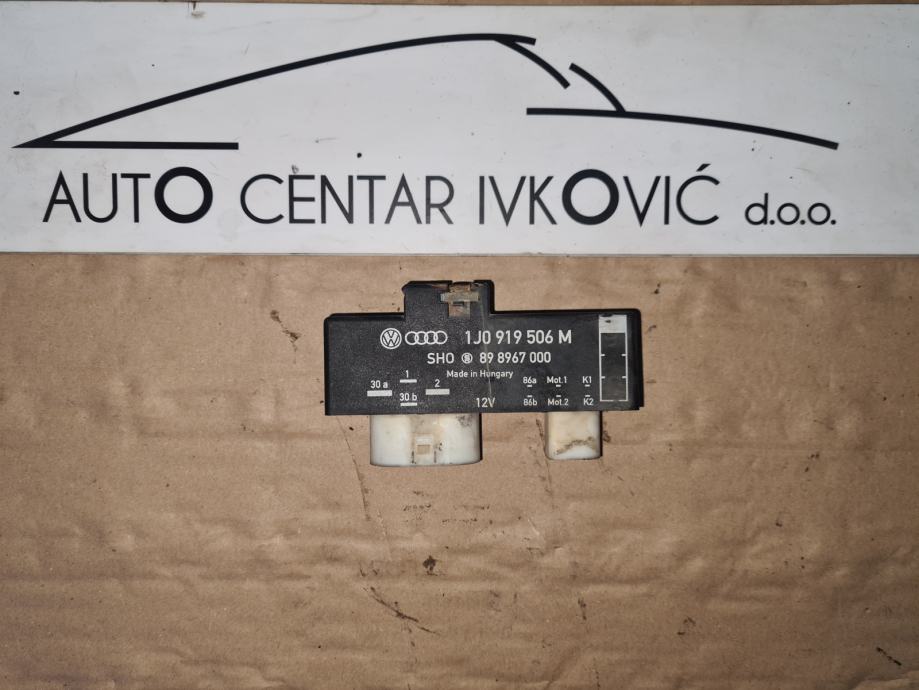 AUTO CENTAR IVKOVIĆ d.o.o.
1J0 919 506 M
SHO 89 8967 000
Made in Hungary
30 a 1 2 86a Mot.1 K1
30 b 12V 86b Mot.2 K2